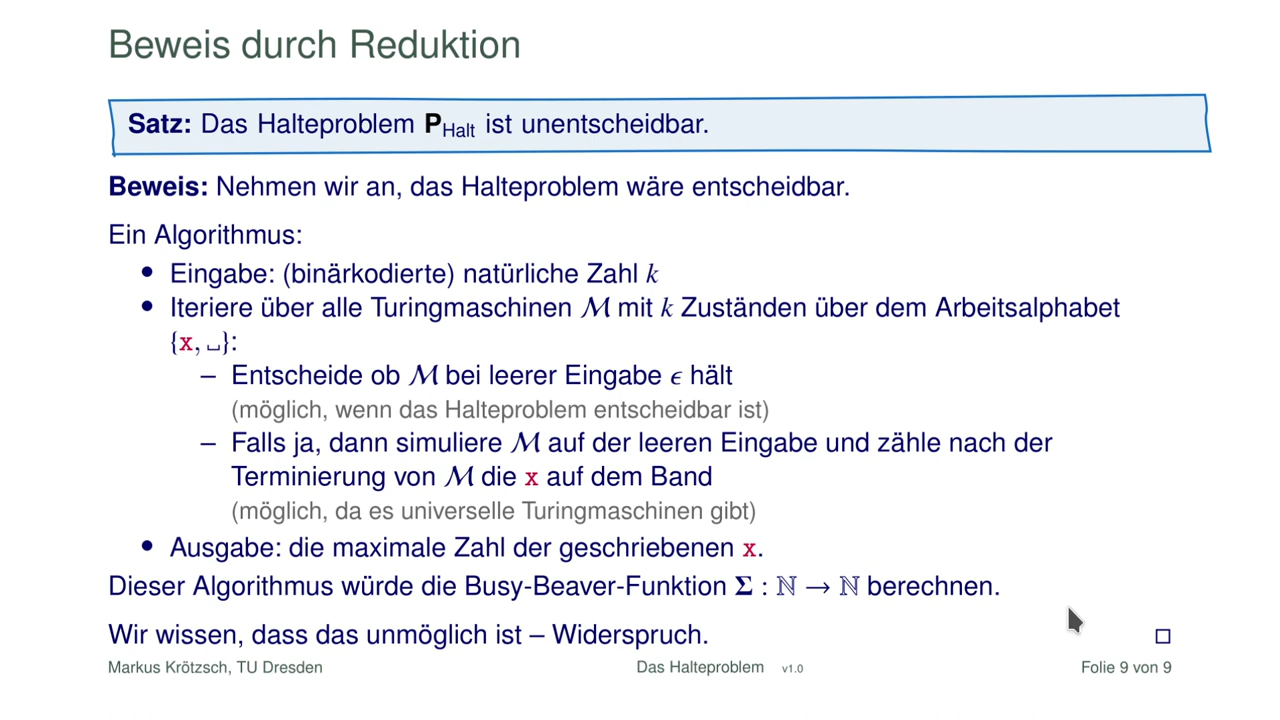 Beweis durch Reduktion
Satz: Das Halteproblem P_Halt ist unentscheidbar.
Beweis: Nehmen wir an, das Halteproblem wäre entscheidbar.
Ein Algorithmus:
• Eingabe: (binärkodierte) natürliche Zahl k
• Iteriere über alle Turingmaschinen ℳ mit k Zuständen über dem Arbeitsalphabet
{x, ␣}:
– Entscheide ob ℳ bei leerer Eingabe ϵ hält
(möglich, wenn das Halteproblem entscheidbar ist)
– Falls ja, dann simuliere ℳ auf der leeren Eingabe und zähle nach der
Terminierung von ℳ die x auf dem Band
(möglich, da es universelle Turingmaschinen gibt)
• Ausgabe: die maximale Zahl der geschriebenen x.
Dieser Algorithmus würde die Busy-Beaver-Funktion Σ : ℕ → ℕ berechnen.
Wir wissen, dass das unmöglich ist – Widerspruch. □
Markus Krötzsch, TU Dresden Das Halteproblem v1.0 Folie 9 von 9